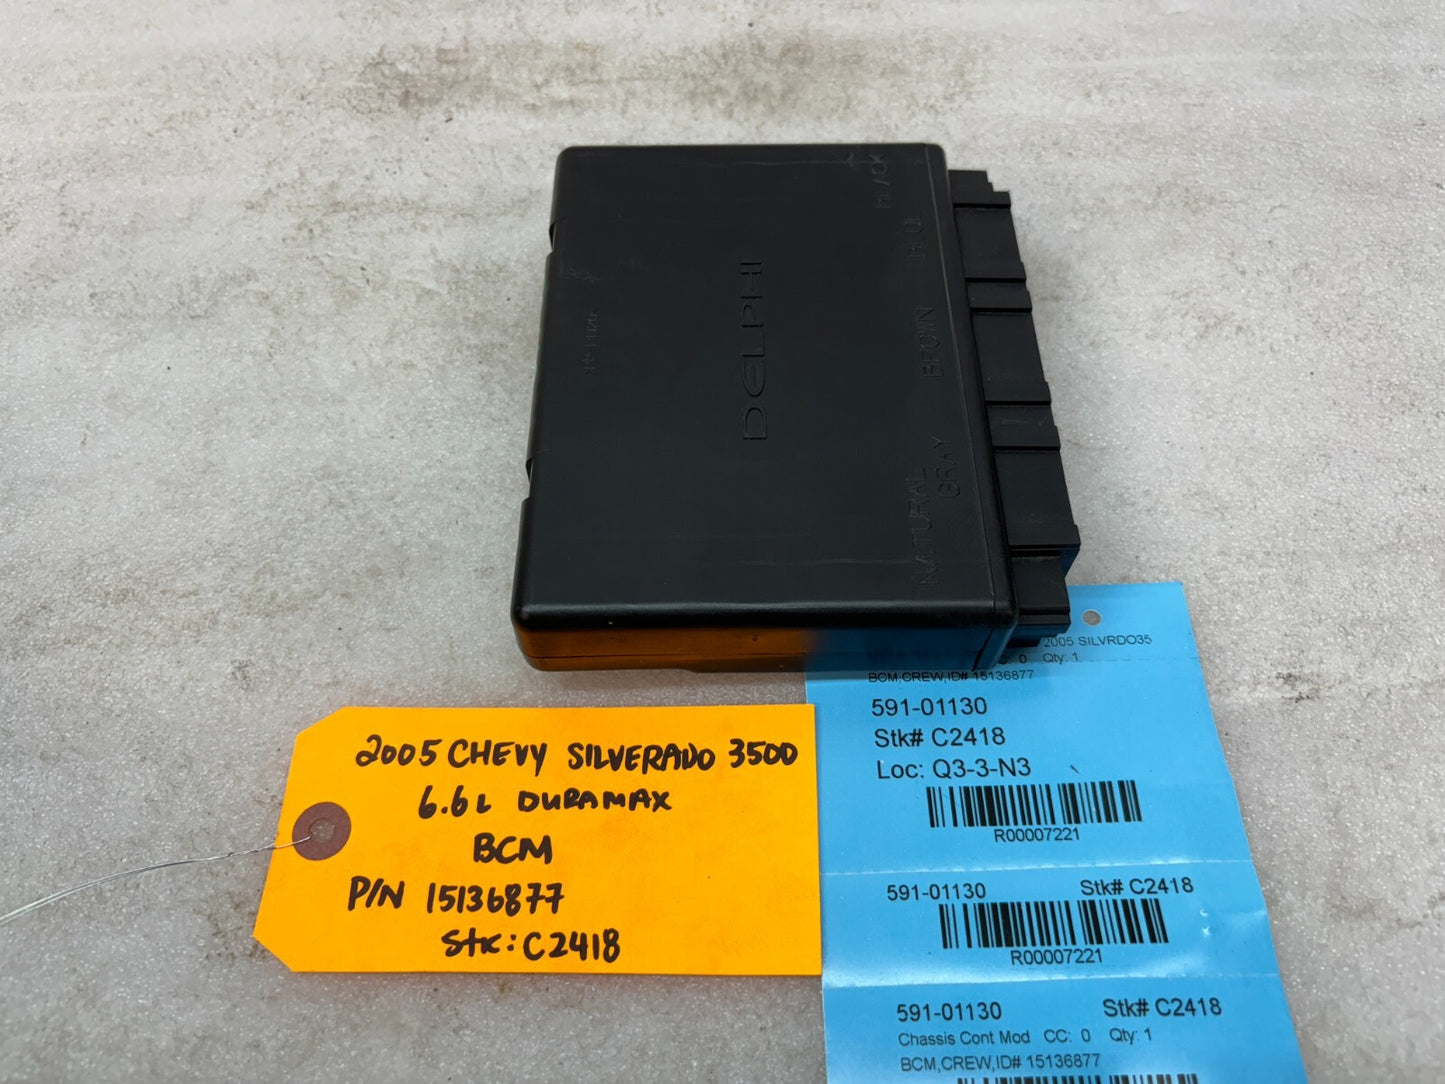 BLACK
BLUE
BROWN
NATURAL
GRAY
DELPHI
2005 CHEVY SILVERADO 3500
6.6L DURAMAX
BCM
P/N 15136877
Stk: C2418
2005 SILVRDO35
0 Qty: 1
BCM,CREW,ID# 15136877
591-01130
Stk# C2418
Loc: Q3-3-N3
R00007221
591-01130 Stk# C2418
R00007221
591-01130 Stk# C2418
Chassis Cont Mod CC: 0 Qty: 1
BCM,CREW,ID# 15136877